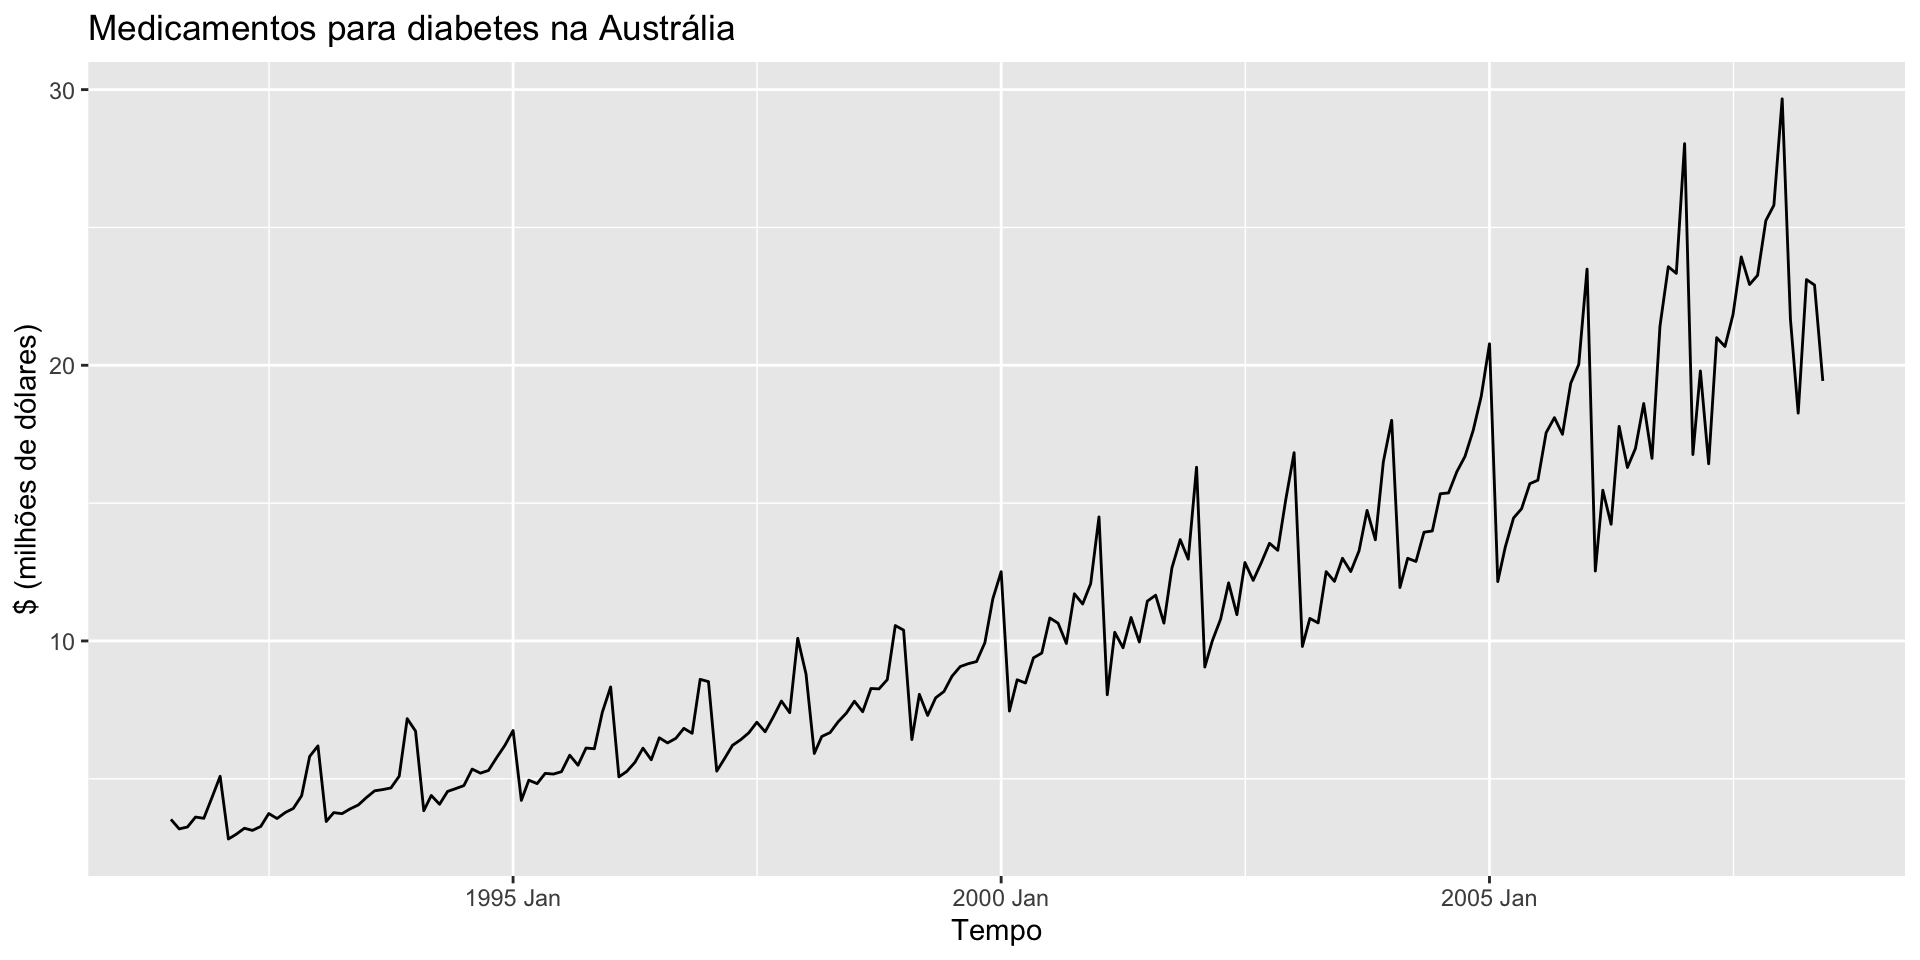 Medicamentos para diabetes na Austrália
30
20
10
$ (milhões de dólares)
1995 Jan
2000 Jan
2005 Jan
Tempo